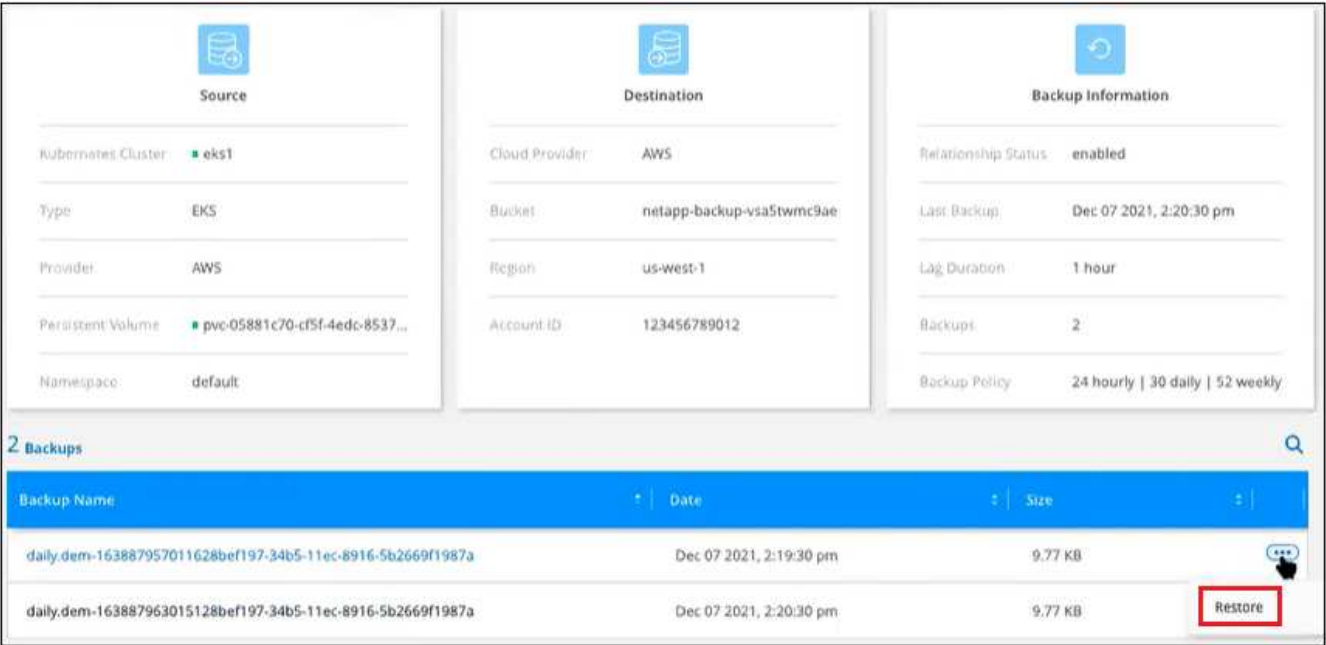 Source
Kubernetes Cluster eks1
Type EKS
Provider AWS
Persistent Volume pvc-05881c70-cf5f-4edc-8537...
Namespace default
Destination
Cloud Provider AWS
Bucket netapp-backup-vsa5twmc9ae
Region us-west-1
Account ID 123456789012
Backup Information
Relationship Status enabled
Last Backup Dec 07 2021, 2:20:30 pm
Lag Duration 1 hour
Backups 2
Backup Policy 24 hourly | 30 daily | 52 weekly
2 Backups
Backup Name Date Size
daily.dem-163887957011628bef197-34b5-11ec-8916-5b2669f1987a Dec 07 2021, 2:19:30 pm 9.77 KB
daily.dem-163887963015128bef197-34b5-11ec-8916-5b2669f1987a Dec 07 2021, 2:20:30 pm 9.77 KB
Restore